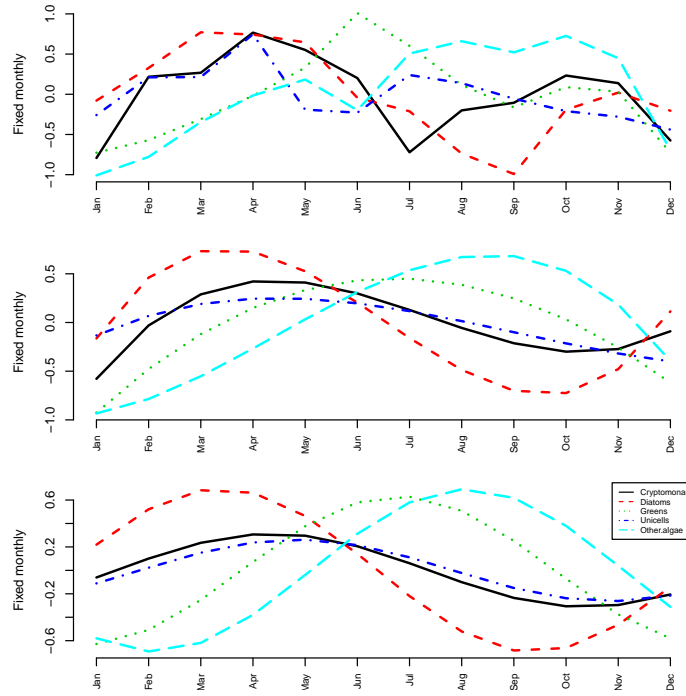 Fixed monthly
1.0
0.5
0.0
−0.5
−1.0
Jan Feb Mar Apr May Jun Jul Aug Sep Oct Nov Dec
Fixed monthly
0.5
0.0
−0.5
−1.0
Jan Feb Mar Apr May Jun Jul Aug Sep Oct Nov Dec
Fixed monthly
0.6
0.2
−0.2
−0.6
Cryptomona
Diatoms
Greens
Unicells
Other.algae
Jan Feb Mar Apr May Jun Jul Aug Sep Oct Nov Dec